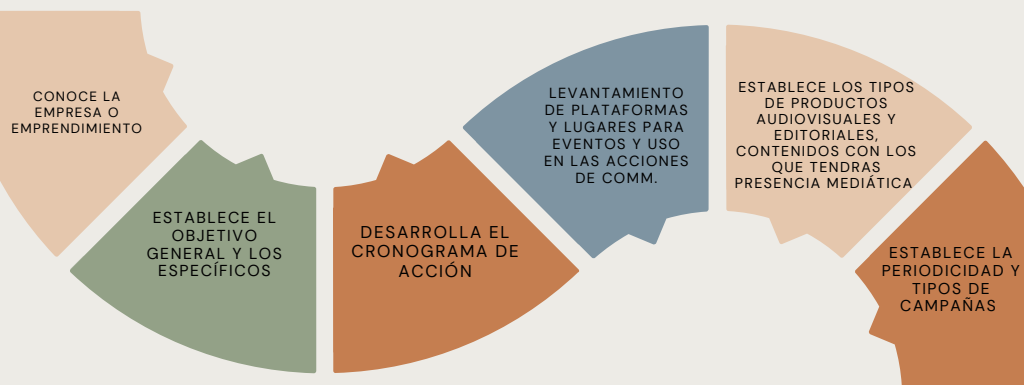 CONOCE LA
EMPRESA O
EMPRENDIMIENTO
ESTABLECE EL
OBJETIVO
GENERAL Y LOS
ESPECÍFICOS
DESARROLLA EL
CRONOGRAMA DE
ACCIÓN
LEVANTAMIENTO
DE PLATAFORMAS
Y LUGARES PARA
EVENTOS Y USO
EN LAS ACCIONES
DE COMM.
ESTABLECE LOS TIPOS
DE PRODUCTOS
AUDIOVISUALES Y
EDITORIALES,
CONTENIDOS CON LOS
QUE TENDRAS
PRESENCIA MEDIÁTICA
ESTABLECE LA
PERIODICIDAD Y
TIPOS DE
CAMPAÑAS